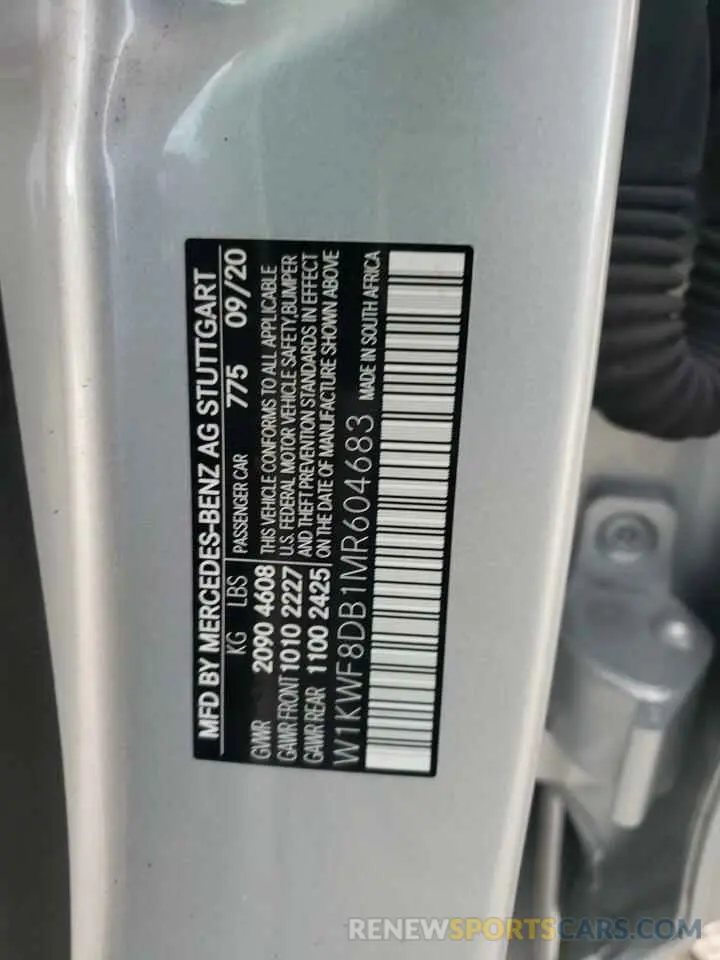 MFD BY MERCEDES-BENZ AG STUTTGART
KG LBS PASSENGER CAR 775 09/20
GWR 2090 4608 THIS VEHICLE CONFORMS TO ALL APPLICABLE
GAWR FRONT 1010 2227 U.S. FEDERAL MOTOR VEHICLE SAFETY, BUMPER
GAWR REAR 1100 2425 AND THEFT PREVENTION STANDARDS IN EFFECT
ON THE DATE OF MANUFACTURE SHOWN ABOVE
W1KWF8DB1MR604683 MADE IN SOUTH AFRICA
RENEWSPORTSCARS.COM